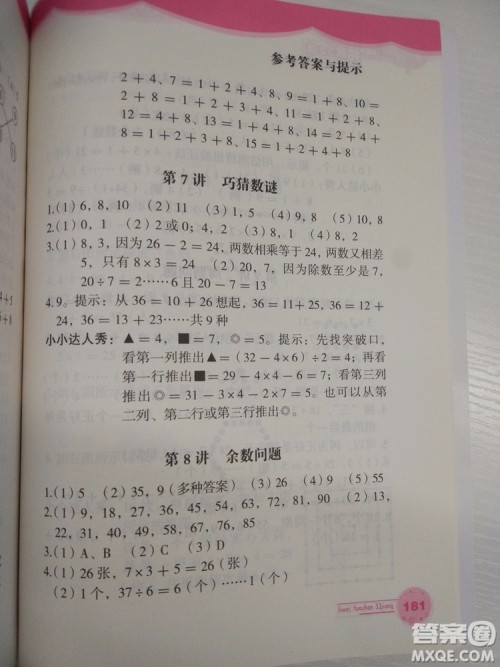 参考答案与提示
2＋4、7＝1＋2＋4、8、9＝1＋8、10＝
2＋8＝1＋2＋3＋4、11＝1＋2＋8、
12＝4＋8、13＝1＋4＋8、14＝2＋4＋
8＝1＋2＋3＋8、15＝1＋2＋4＋8
第7讲 巧猜数谜
1.(1) 6，8，10 (2) 11 (3) 1，5 (4) 9，8
2.(1) 0，1 (2) 2或0；4 (3) 9 (4) 2
3.(1) 8，3，因为26－2＝24，两数相乘等于24，两数又相差
5，只有8×3＝24 (2) 20，7，因为除数至少是7，
20÷7＝2……6且20－7＝13
4.9。提示：从36＝10＋26想起，36＝11＋25，36＝12＋
24，36＝13＋23……共9种
小小达人秀：▲＝4，■＝7，◎＝5。提示：先找突破口，
看第一列推出▲＝(32－4×6)÷2＝4；再看
看第一行推出■＝29－4×4－6＝7；看第三列
推出◎＝31－3×4－2×7＝5。也可以从第
二列、第二行或第三行推出◎。
第8讲 余数问题
1.(1) 5 (2) 35，9(多种答案) (3) 26 (4) 9 (5) 55
2.(1) 9，18，27，36，45，54，63，72，81，90 (2) 13，
22，31，40，49，58，67，76，85
3.(1) A、B (2) C (3) D
4.(1) 26张，7×3＋5＝26(张)
(2) 1个，37÷6＝6(个)……1(个)
181
答案圈
MXQE.COM